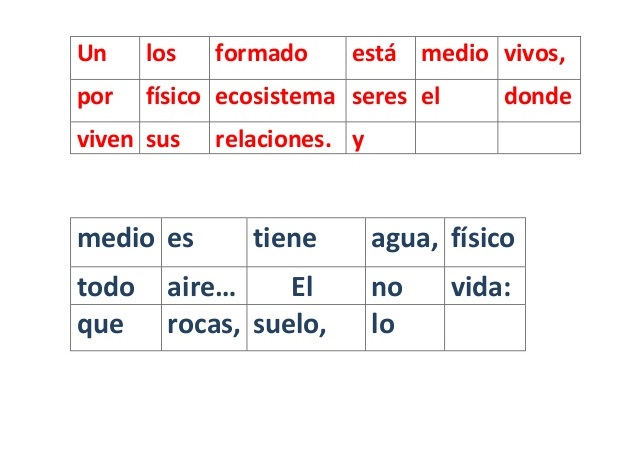 Un los formado está medio vivos,
por físico ecosistema seres el donde
viven sus relaciones. y
medio es tiene agua, físico
todo aire... El no vida:
que rocas, suelo, lo